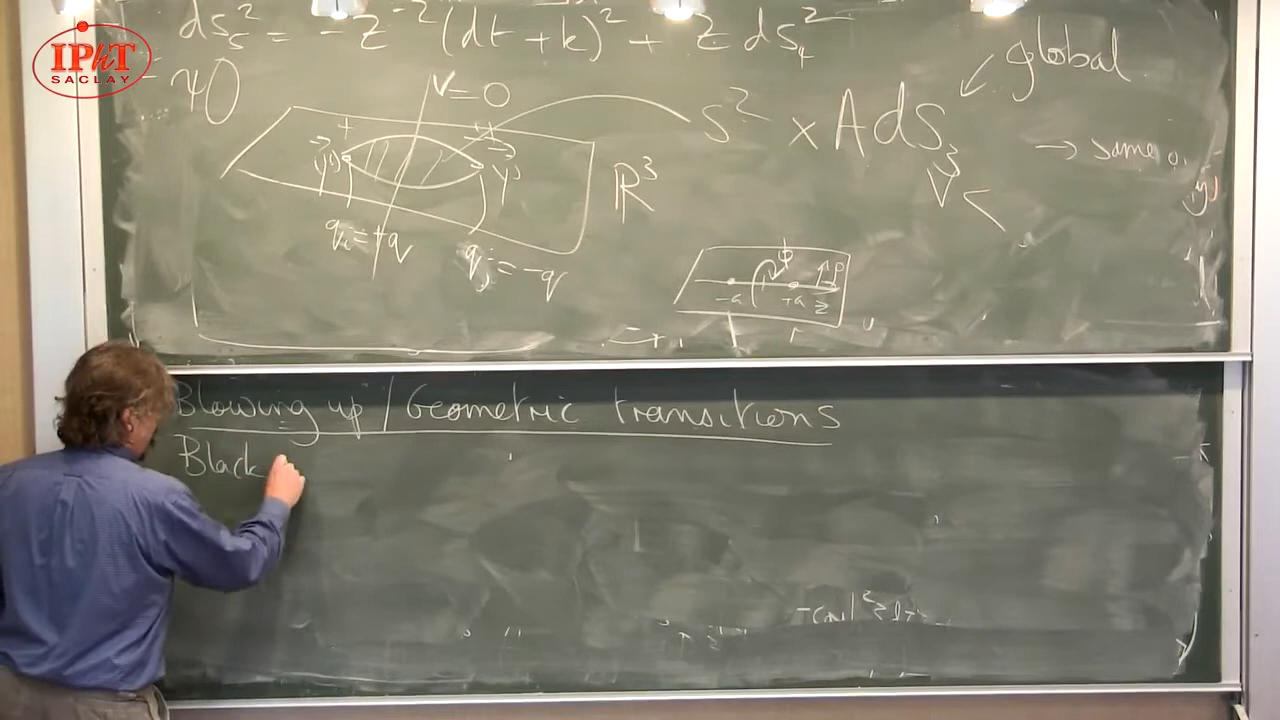 IPhT
SACLAY
ds₅² = -Z⁻²(dt+k)² + Z ds₄²
global
V=0
S² × AdS₃
→ same
+
y⁽ⁱ⁾
y⁽ʲ⁾
ℝ³
V <
qᵢ=+q
qⱼ=-q
φ
ρ
-a
+a
z
Blowing up / Geometric transitions
Black